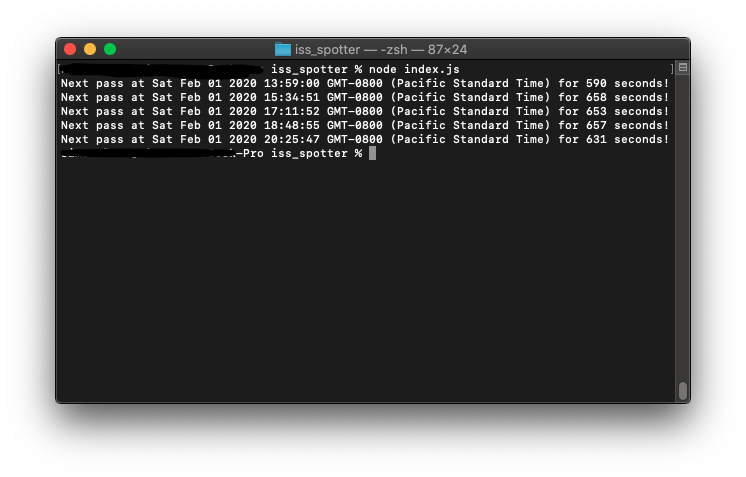 iss_spotter — -zsh — 87×24
iss_spotter % node index.js
Next pass at Sat Feb 01 2020 13:59:00 GMT-0800 (Pacific Standard Time) for 590 seconds!
Next pass at Sat Feb 01 2020 15:34:51 GMT-0800 (Pacific Standard Time) for 658 seconds!
Next pass at Sat Feb 01 2020 17:11:52 GMT-0800 (Pacific Standard Time) for 653 seconds!
Next pass at Sat Feb 01 2020 18:48:55 GMT-0800 (Pacific Standard Time) for 657 seconds!
Next pass at Sat Feb 01 2020 20:25:47 GMT-0800 (Pacific Standard Time) for 631 seconds!
-Pro iss_spotter %